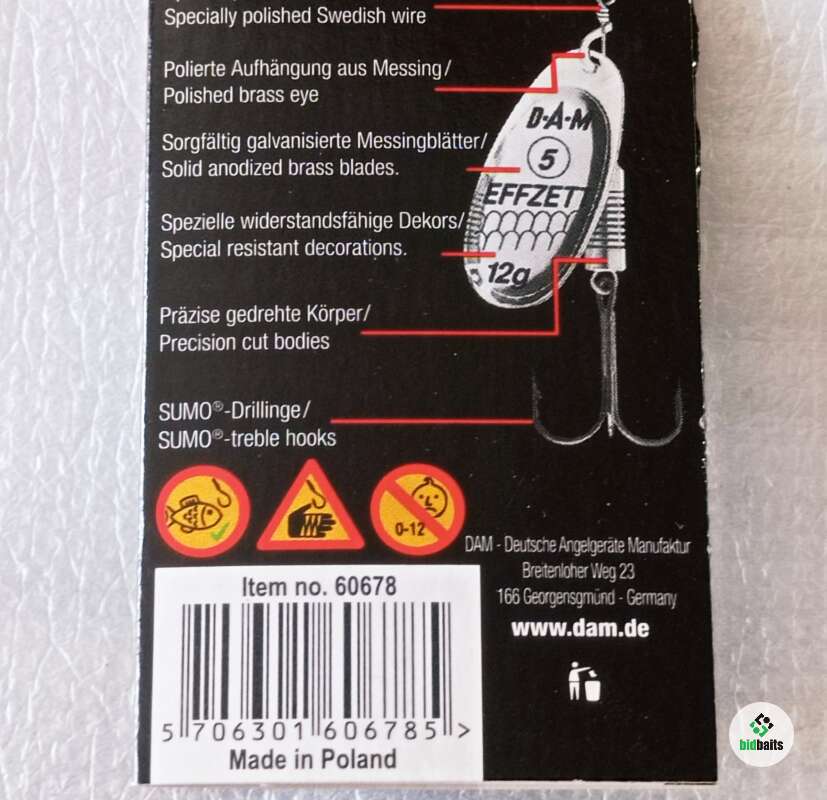 Specially polished Swedish wire
Polierte Aufhängung aus Messing/
Polished brass eye
Sorgfältig galvanisierte Messingblätter/
Solid anodized brass blades.
Spezielle widerstandsfähige Dekors/
Special resistant decorations.
Präzise gedrehte Körper/
Precision cut bodies
SUMO®-Drillinge/
SUMO®-treble hooks
D·A·M
5
EFFZETT
12g
0-12
DAM - Deutsche Angelgeräte Manufaktur
Breitenloher Weg 23
166 Georgensgmünd - Germany
www.dam.de
Item no. 60678
5 706301 606785 >
Made in Poland
bidbaits